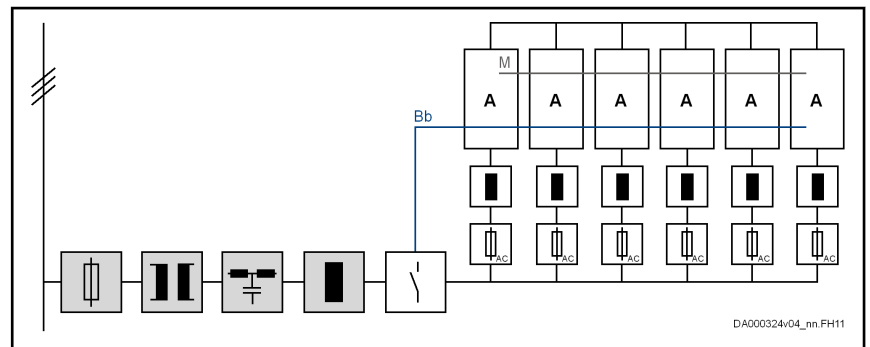 M
A A A A A A
Bb
AC AC AC AC AC AC
DA000324v04_nn.FH11